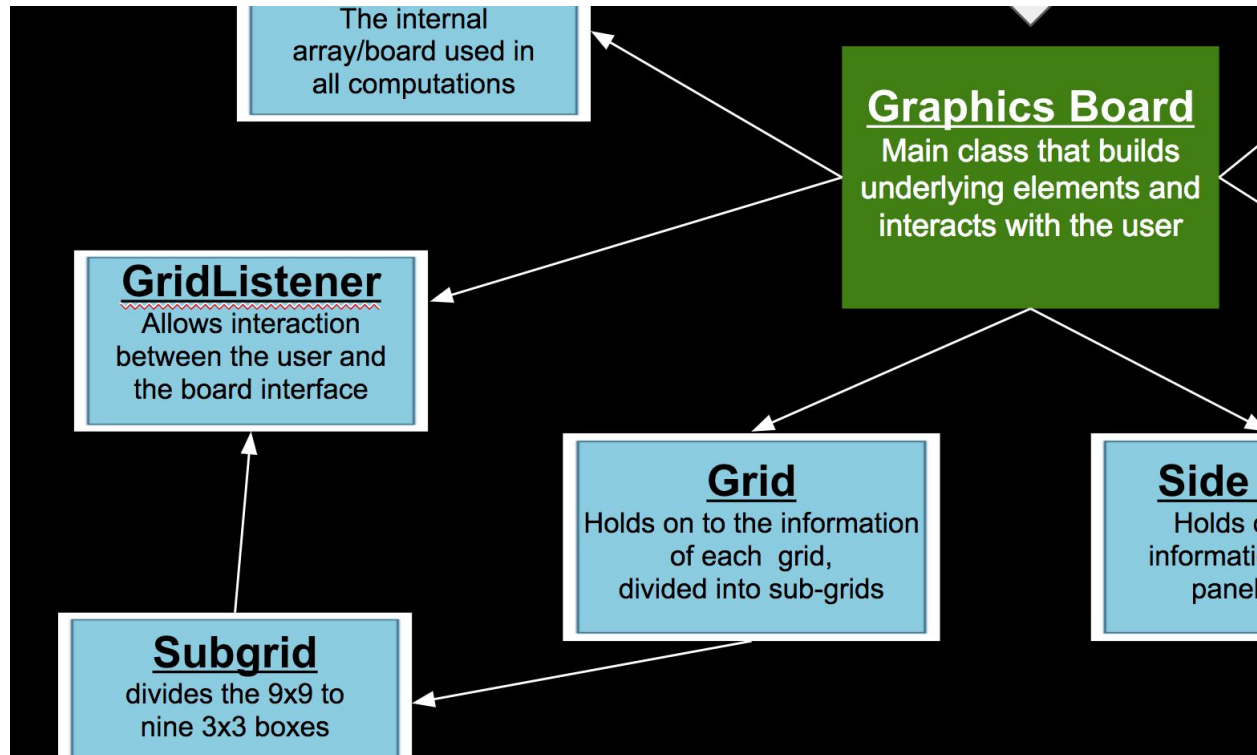 The internal
array/board used in
all computations
Graphics Board
Main class that builds
underlying elements and
interacts with the user
GridListener
Allows interaction
between the user and
the board interface
Grid
Holds on to the information
of each grid,
divided into sub-grids
Side
Holds
panel
Subgrid
divides the 9x9 to
nine 3x3 boxes